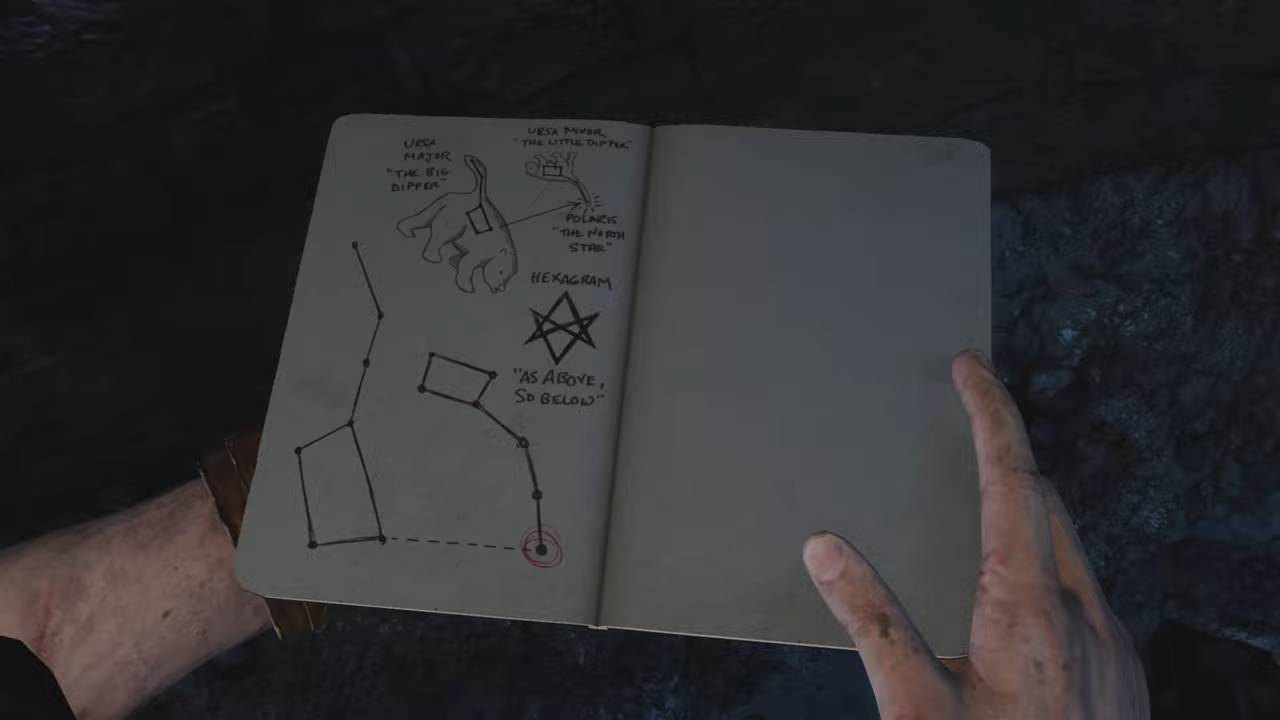 URSA
MAJOR
"THE BIG
DIPPER"
URSA MINOR
"THE LITTLE DIPPER"
POLARIS
"THE NORTH
STAR"
HEXAGRAM
"AS ABOVE,
SO BELOW"